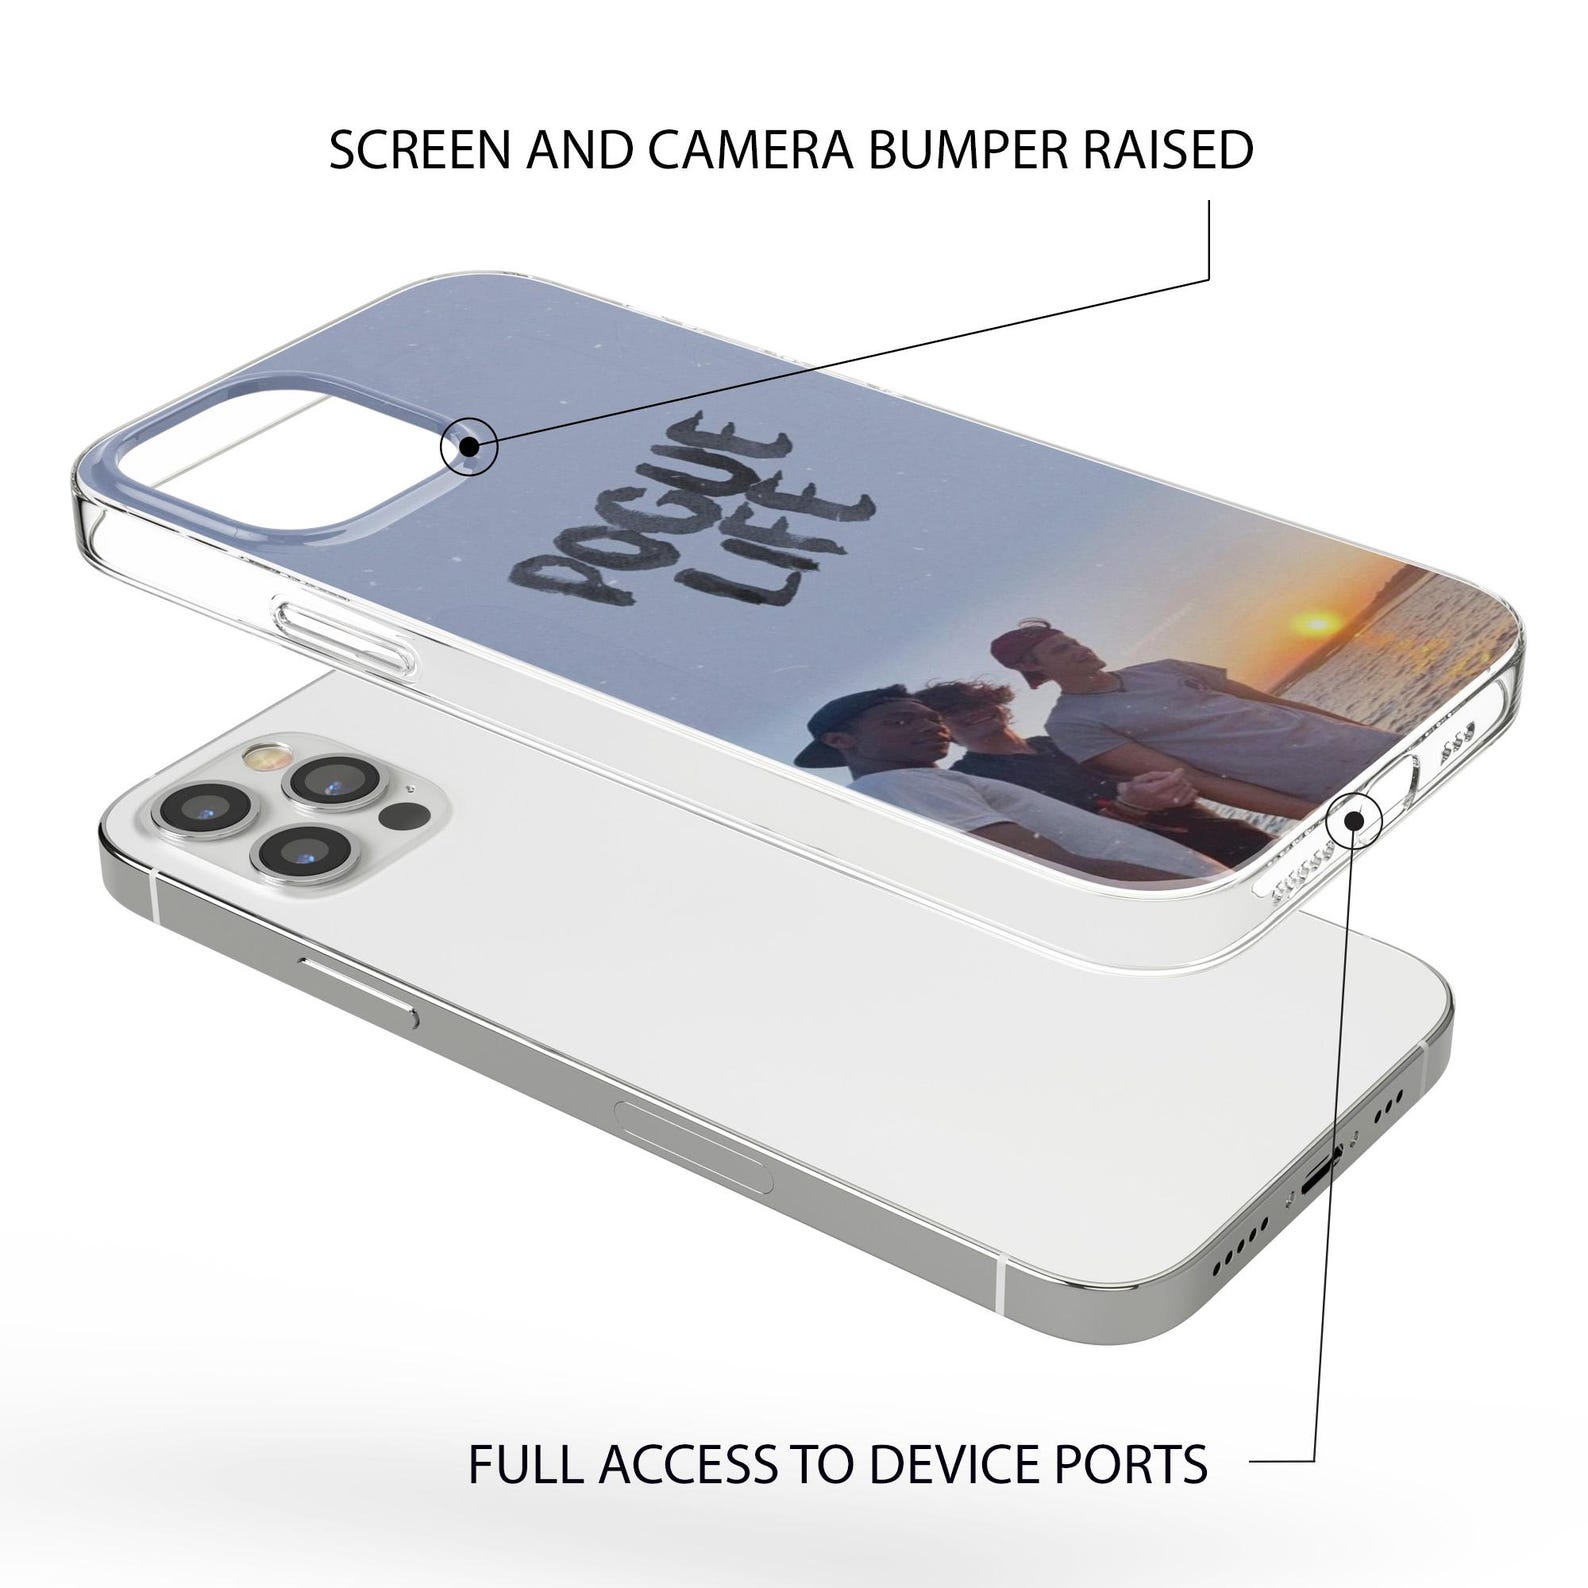 SCREEN AND CAMERA BUMPER RAISED
POGUE
LIFE
FULL ACCESS TO DEVICE PORTS